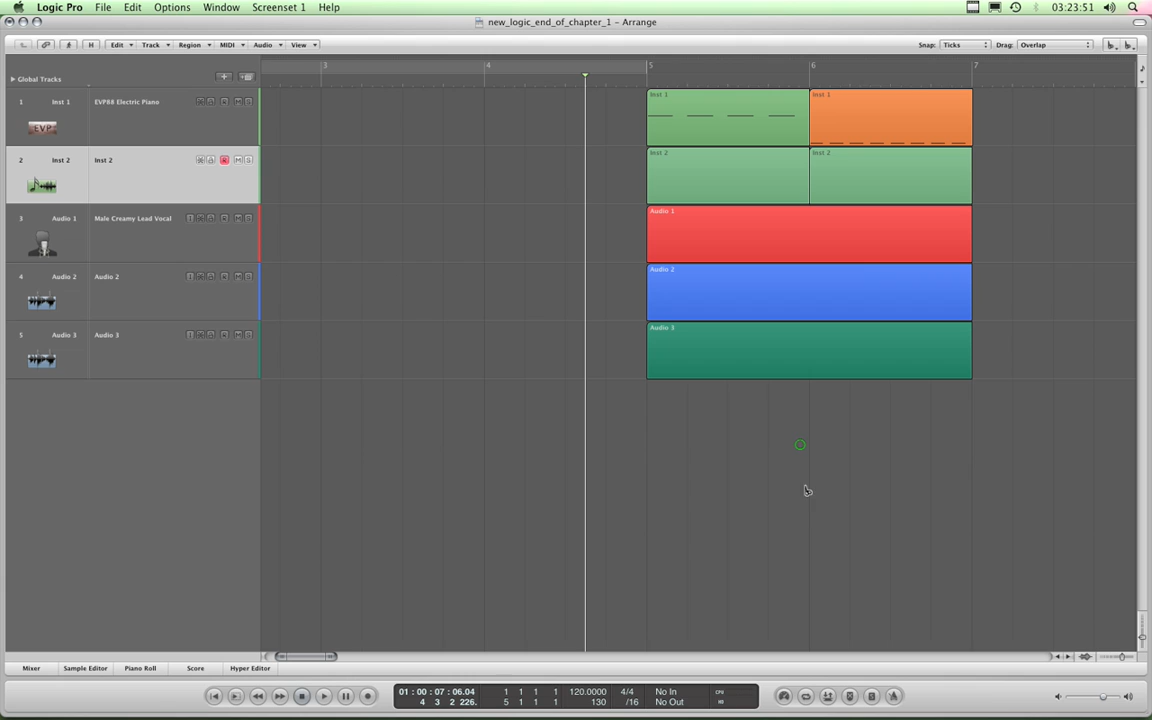 Logic Pro File Edit Options Window Screenset 1 Help 03:23:51
new_logic_end_of_chapter_1 – Arrange
H Edit Track Region MIDI Audio View Snap: Ticks Drag: Overlap
Global Tracks 3 4 5 6 7
1 Inst 1 EVP88 Electric Piano R M S Inst 1 Inst 1
EVP
2 Inst 2 Inst 2 R M S Inst 2 Inst 2
3 Audio 1 Male Creamy Lead Vocal I R M S Audio 1
4 Audio 2 Audio 2 I R M S Audio 2
5 Audio 3 Audio 3 I R M S Audio 3
Mixer Sample Editor Piano Roll Score Hyper Editor
01 : 00 : 07 : 06.04 1 1 1 1 120.0000 4/4 No In CPU
4 3 2 226. 5 1 1 1 130 /16 No Out